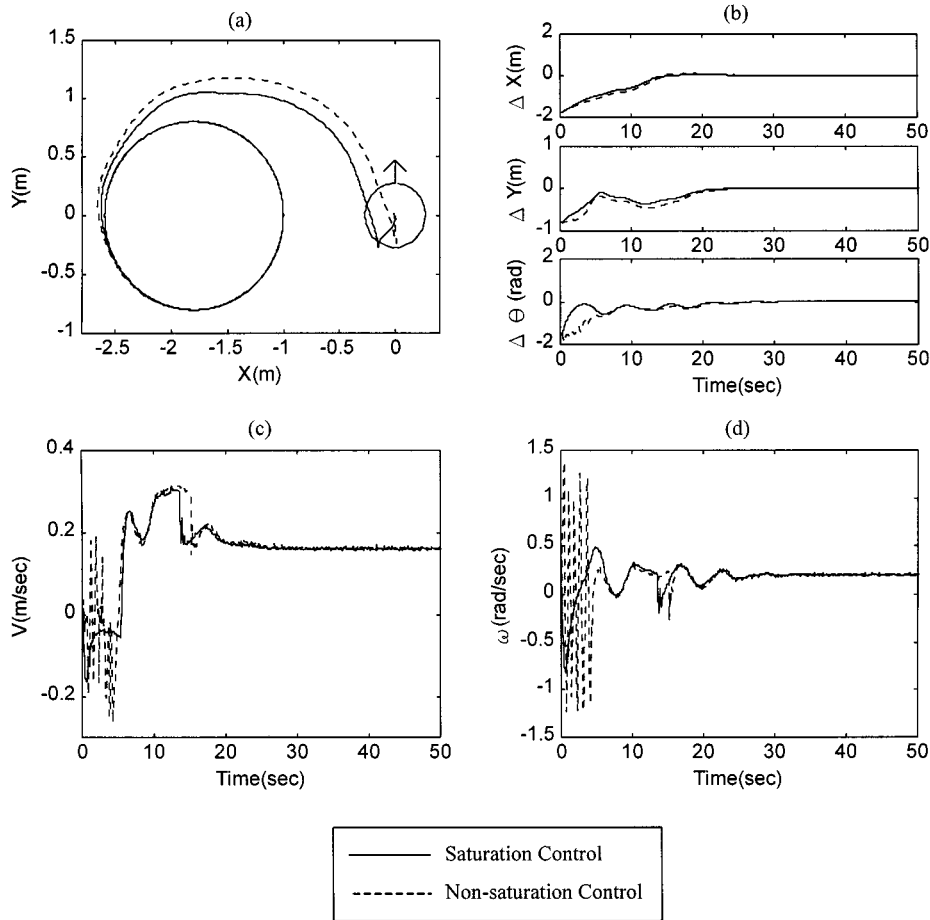 (a)
1.5
1
0.5
0
-0.5
-1
Y(m)
-2.5 -2 -1.5 -1 -0.5 0
X(m)
(b)
2
0
-2
Δ X(m)
0 10 20 30 40 50
1
0
-1
Δ Y(m)
0 10 20 30 40 50
2
0
-2
Δ Θ (rad)
0 10 20 30 40 50
Time(sec)
(c)
0.4
0.2
0
-0.2
V(m/sec)
0 10 20 30 40 50
Time(sec)
(d)
1.5
1
0.5
0
-0.5
-1
-1.5
ω(rad/sec)
0 10 20 30 40 50
Time(sec)
Saturation Control
Non-saturation Control